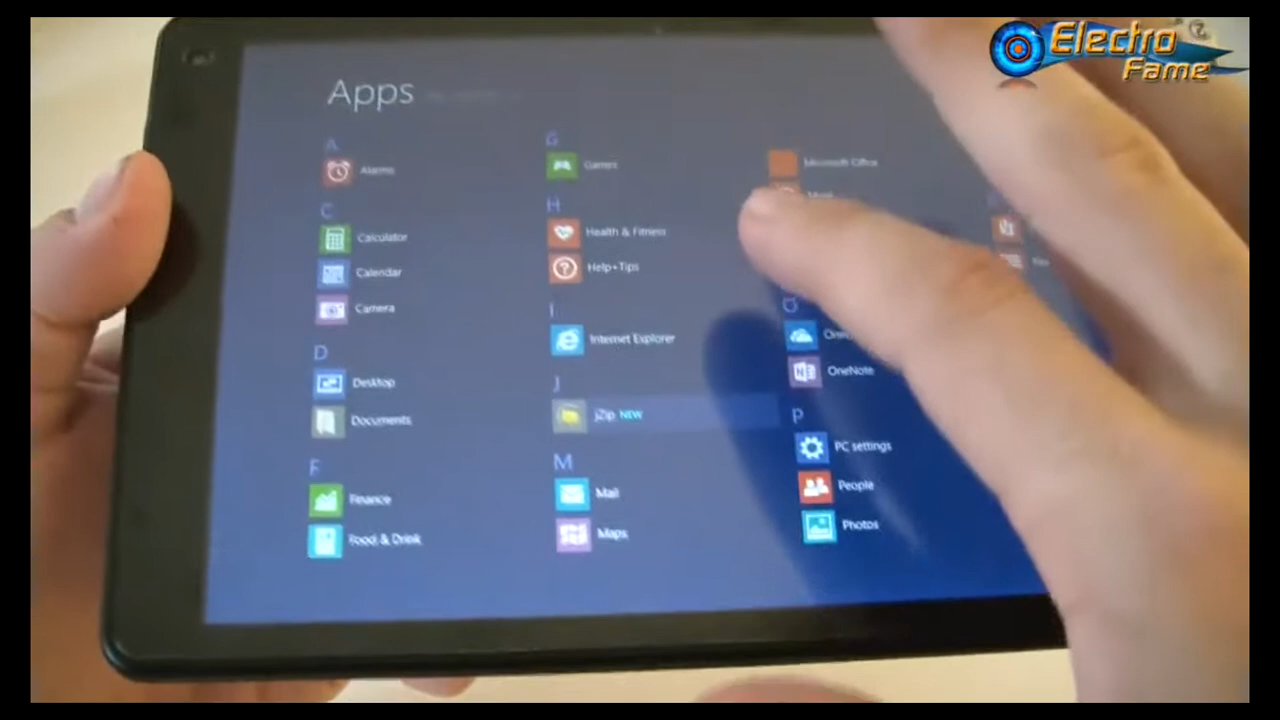 Electro
Fame
Apps
A
Alarms
C
Calculator
Calendar
Camera
D
Desktop
Documents
F
Finance
Food & Drink
G
Games
H
Health & Fitness
Help+Tips
I
Internet Explorer
J
jZip NEW
M
Mail
Maps
Microsoft Office
O
OneNote
P
PC settings
People
Photos